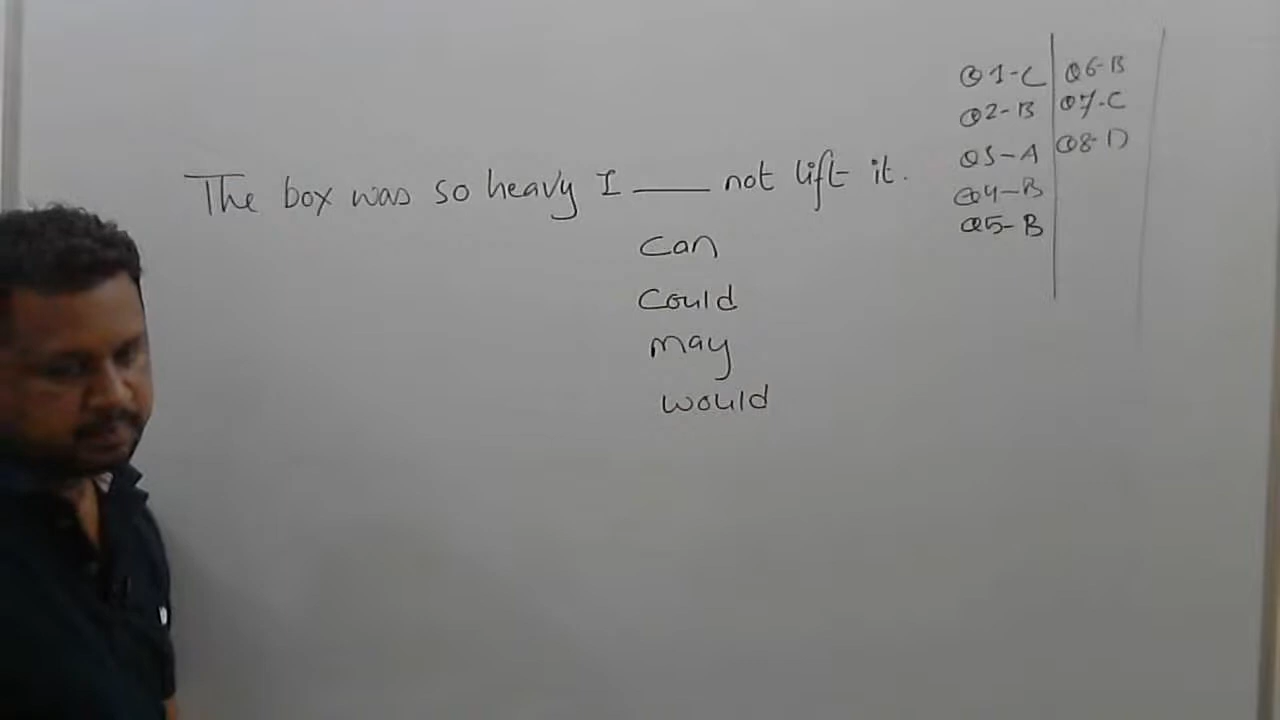 The box was so heavy I ____ not lift it.
can
could
may
would
Q1-C
Q2-B
Q3-A
Q4-B
Q5-B
Q6-B
Q7-C
Q8-D